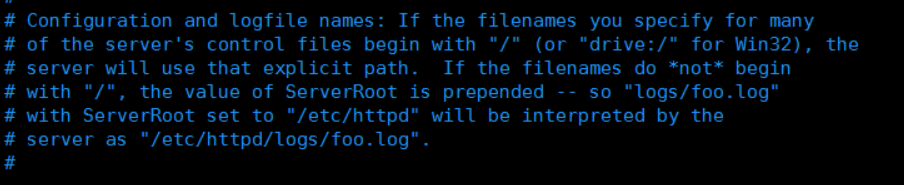 #
# Configuration and logfile names: If the filenames you specify for many
# of the server's control files begin with "/" (or "drive:/" for Win32), the
# server will use that explicit path.  If the filenames do *not* begin
# with "/", the value of ServerRoot is prepended -- so "logs/foo.log"
# with ServerRoot set to "/etc/httpd" will be interpreted by the
# server as "/etc/httpd/logs/foo.log".
#